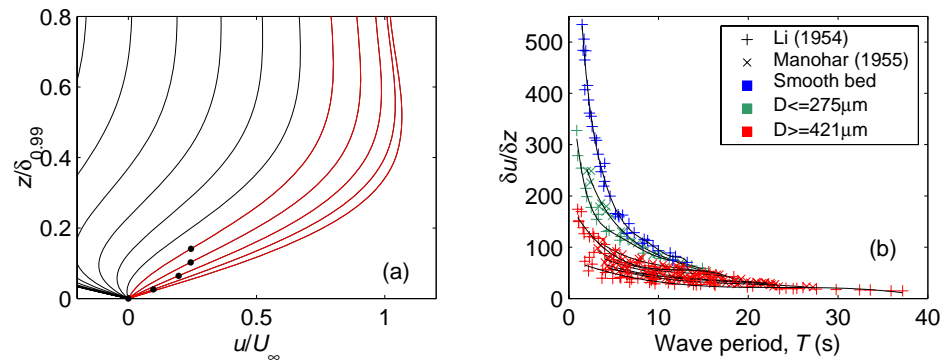 0.8
0.6
0.4
0.2
0
z/δ0.99
0 0.5 1
u/U∞
(a)
500
400
300
200
100
0
δu/δz
0 10 20 30 40
Wave period, T (s)
(b)
Li (1954)
Manohar (1955)
Smooth bed
D<=275μm
D>=421μm